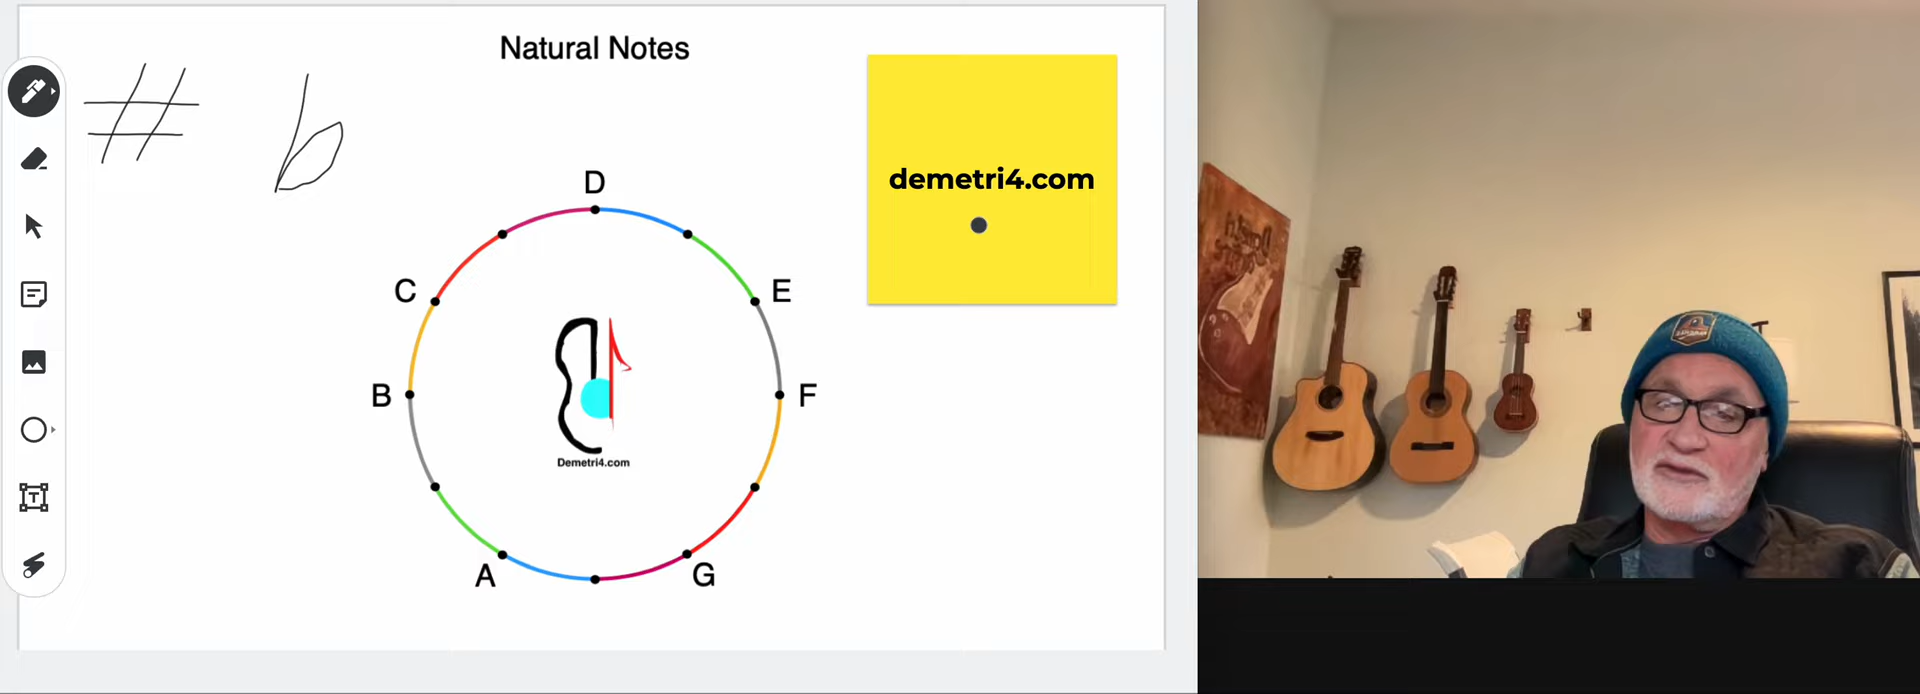 Natural Notes
# b
demetri4.com
D
C
E
B
F
A
G
Demetri4.com